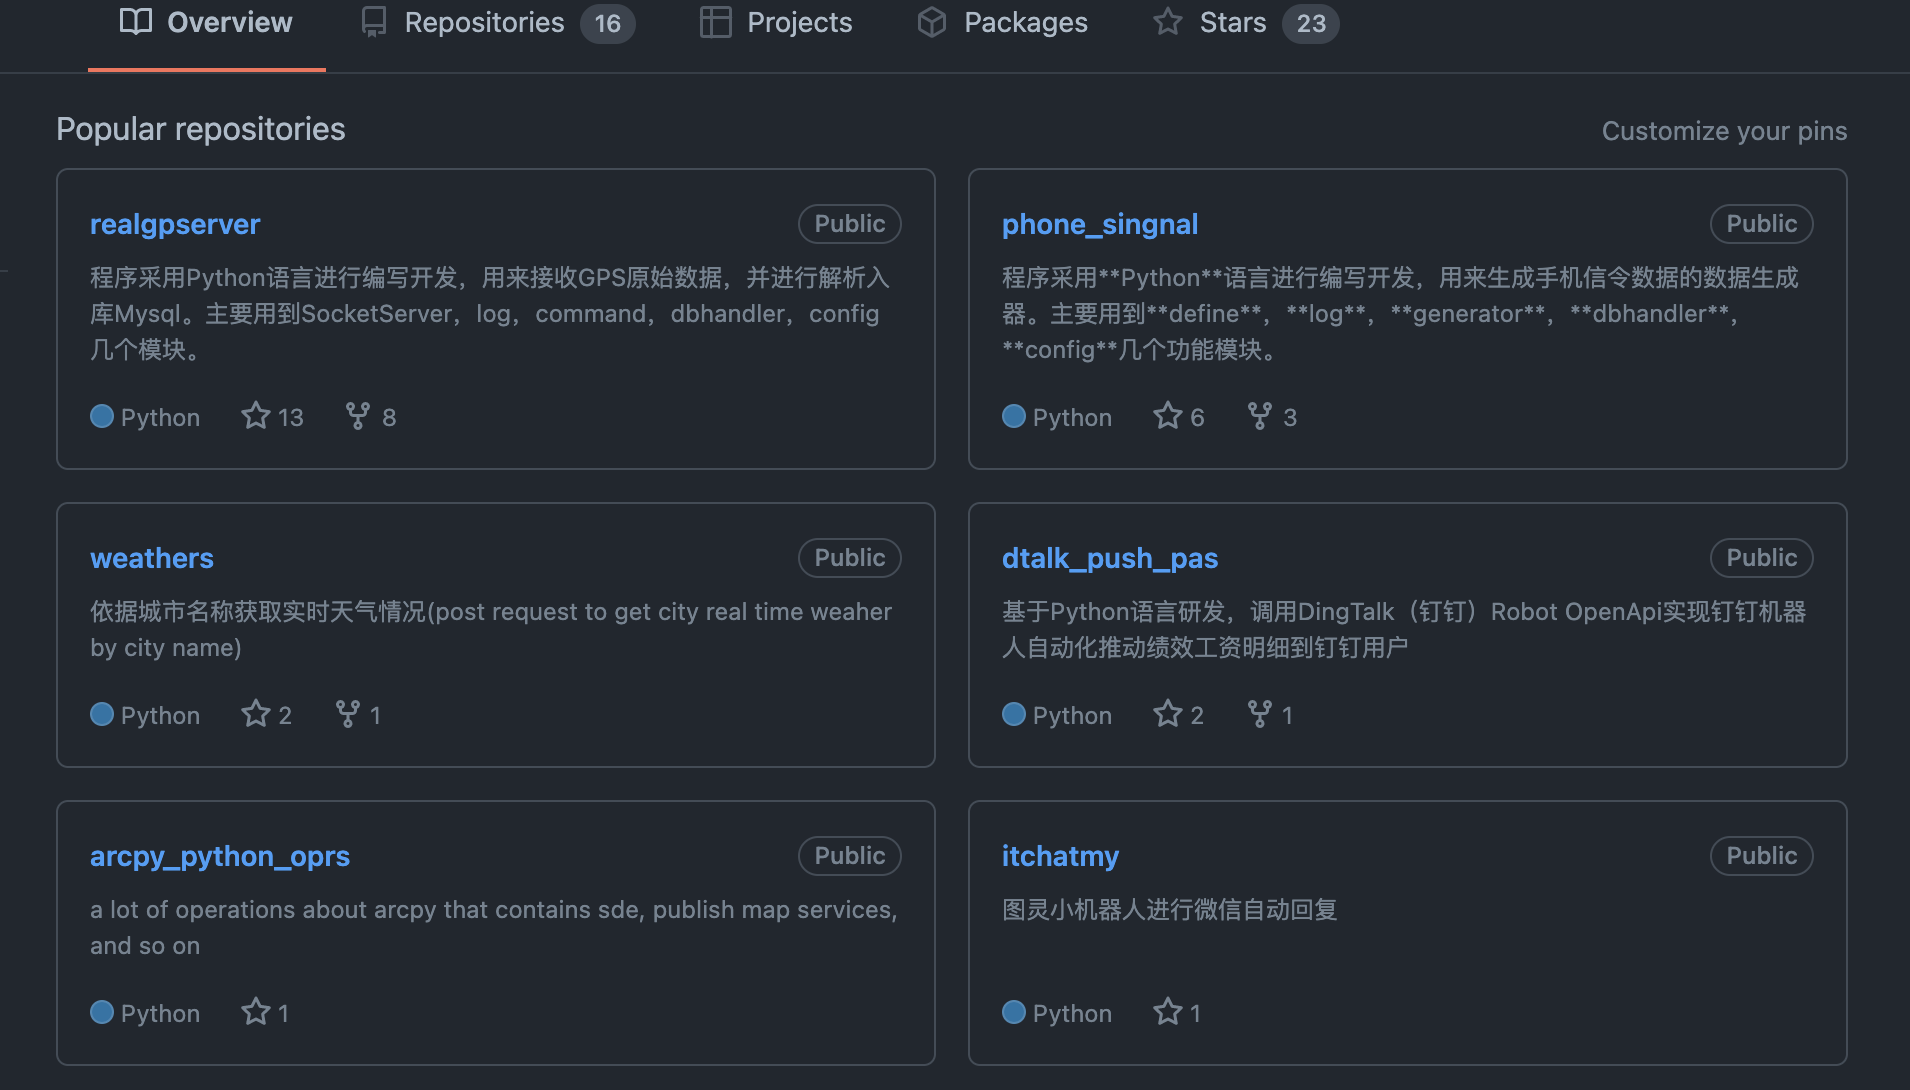 Overview Repositories 16 Projects Packages Stars 23
Popular repositories
Customize your pins
realgpserver Public
程序采用Python语言进行编写开发，用来接收GPS原始数据，并进行解析入
库Mysql。主要用到SocketServer，log，command，dbhandler，config
几个模块。
Python 13 8
phone_singnal Public
程序采用**Python**语言进行编写开发，用来生成手机信令数据的数据生成
器。主要用到**define**，**log**，**generator**，**dbhandler**，
**config**几个功能模块。
Python 6 3
weathers Public
依据城市名称获取实时天气情况(post request to get city real time weaher
by city name)
Python 2 1
dtalk_push_pas Public
基于Python语言研发，调用DingTalk（钉钉）Robot OpenApi实现钉钉机器
人自动化推动绩效工资明细到钉钉用户
Python 2 1
arcpy_python_oprs Public
a lot of operations about arcpy that contains sde, publish map services,
and so on
Python 1
itchatmy Public
图灵小机器人进行微信自动回复
Python 1